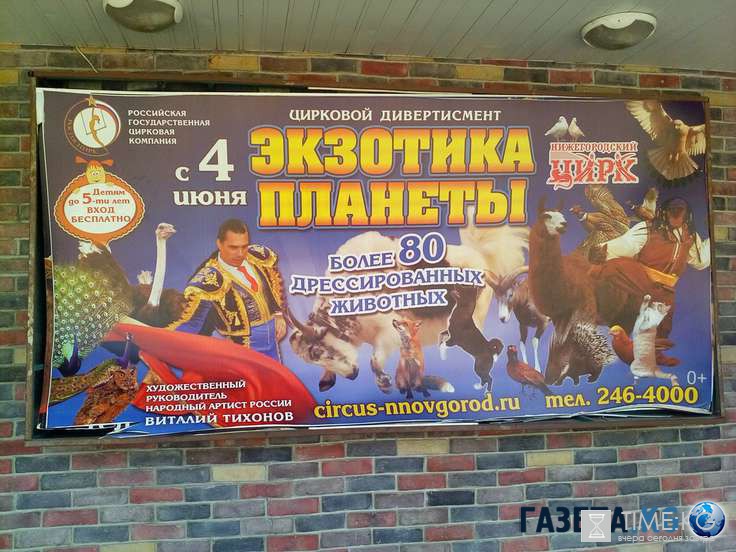 РОССИЙСКАЯ
ГОСУДАРСТВЕННАЯ
ЦИРКОВАЯ
КОМПАНИЯ
ЦИРКОВОЙ ДИВЕРТИСМЕНТ
с 4
июня
ЭКЗОТИКА
ПЛАНЕТЫ
НИЖЕГОРОДСКИЙ
ЦИРК
Детям
до 5-ти лет
ВХОД
БЕСПЛАТНО
БОЛЕЕ 80
ДРЕССИРОВАННЫХ
ЖИВОТНЫХ
ХУДОЖЕСТВЕННЫЙ
РУКОВОДИТЕЛЬ
НАРОДНЫЙ АРТИСТ РОССИИ
ВИТАЛИЙ ТИХОНОВ
circus-nnovgorod.ru
тел. 246-4000
0+
ГАЗЕТА
вчера сегодня